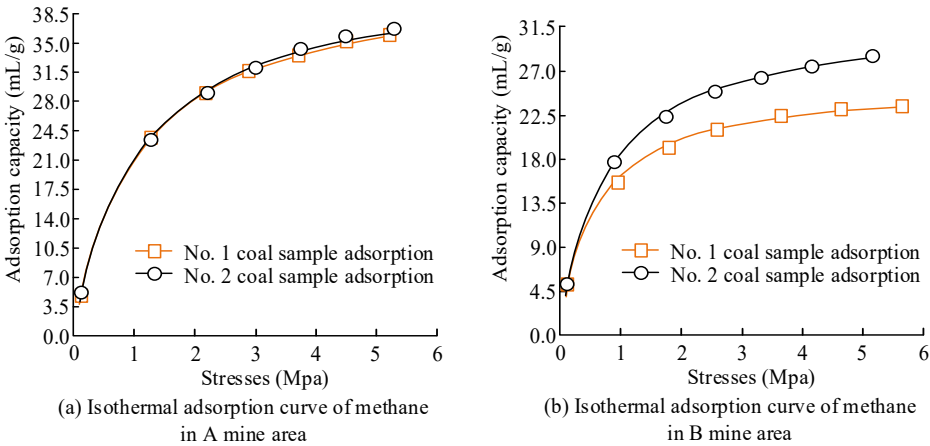 Adsorption capacity (mL/g)
38.5
35.0
31.5
28.0
24.5
21.0
17.5
14.0
10.5
7.0
3.5
0.0
No. 1 coal sample adsorption
No. 2 coal sample adsorption
0 1 2 3 4 5 6
Stresses (Mpa)
(a) Isothermal adsorption curve of methane
in A mine area
Adsorption capacity (mL/g)
31.5
27.0
22.5
18.0
13.5
9.0
4.5
0.0
No. 1 coal sample adsorption
No. 2 coal sample adsorption
0 1 2 3 4 5 6
Stresses (Mpa)
(b) Isothermal adsorption curve of methane
in B mine area